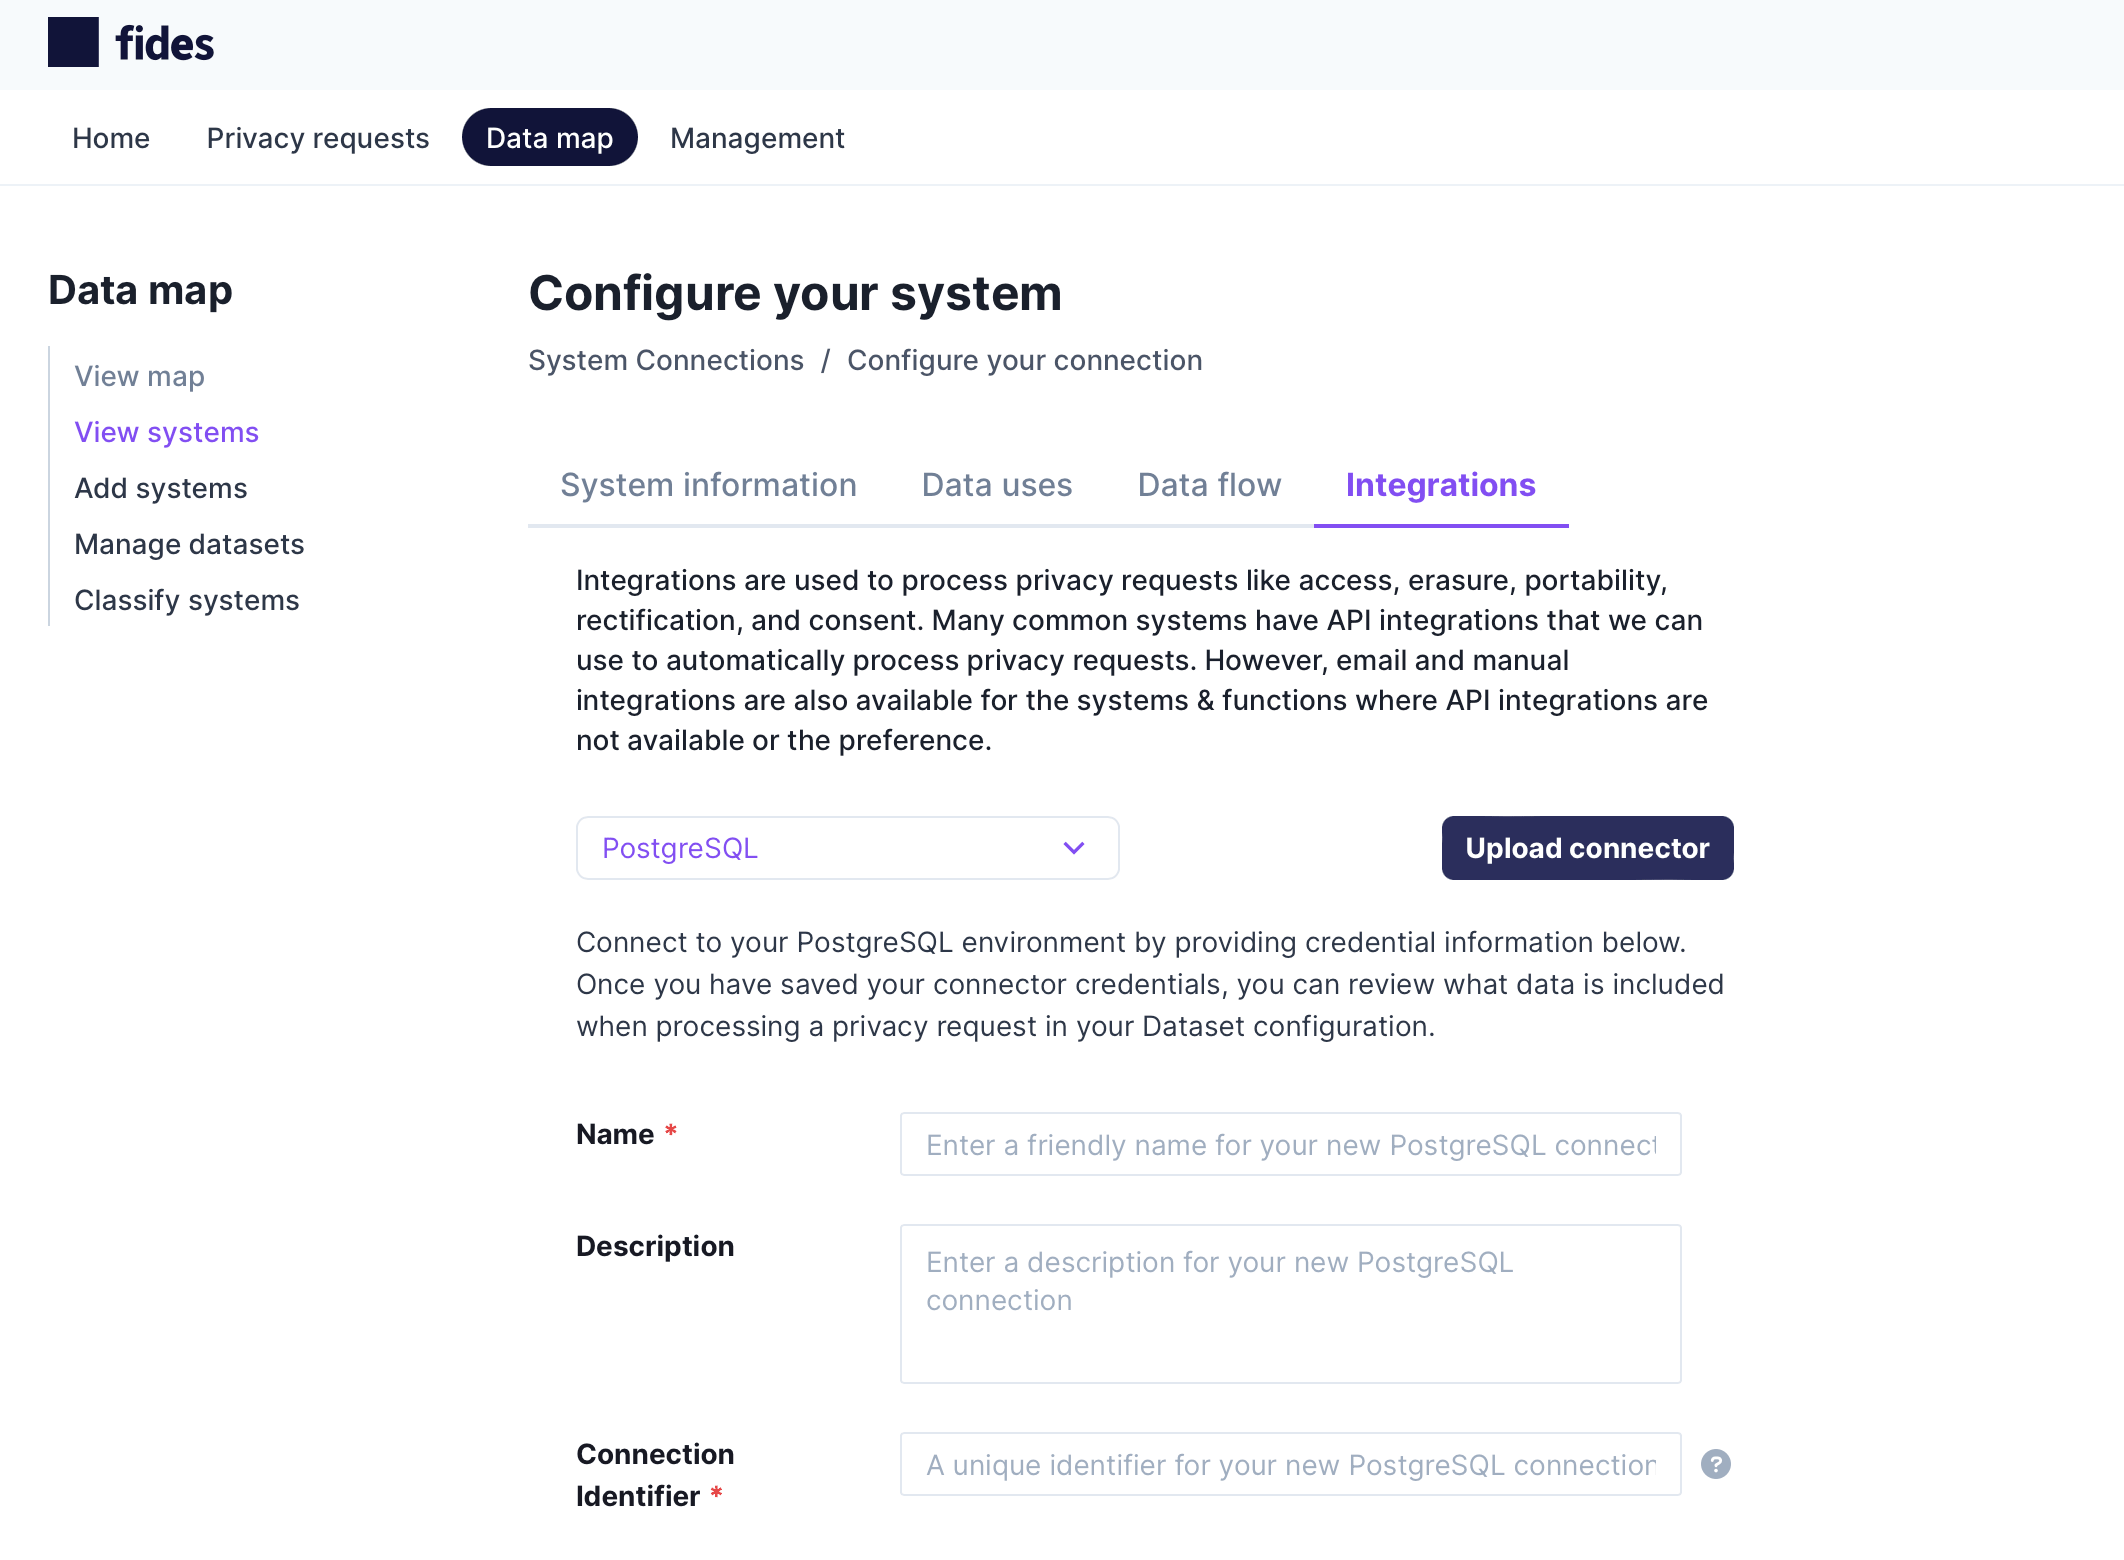 fides
Home Privacy requests Data map Management
Data map
View map
View systems
Add systems
Manage datasets
Classify systems
Configure your system
System Connections / Configure your connection
System information Data uses Data flow Integrations
Integrations are used to process privacy requests like access, erasure, portability,
rectification, and consent. Many common systems have API integrations that we can
use to automatically process privacy requests. However, email and manual
integrations are also available for the systems & functions where API integrations are
not available or the preference.
PostgreSQL
Upload connector
Connect to your PostgreSQL environment by providing credential information below.
Once you have saved your connector credentials, you can review what data is included
when processing a privacy request in your Dataset configuration.
Name *
Enter a friendly name for your new PostgreSQL connect
Description
Enter a description for your new PostgreSQL
connection
Connection
Identifier *
A unique identifier for your new PostgreSQL connection
?